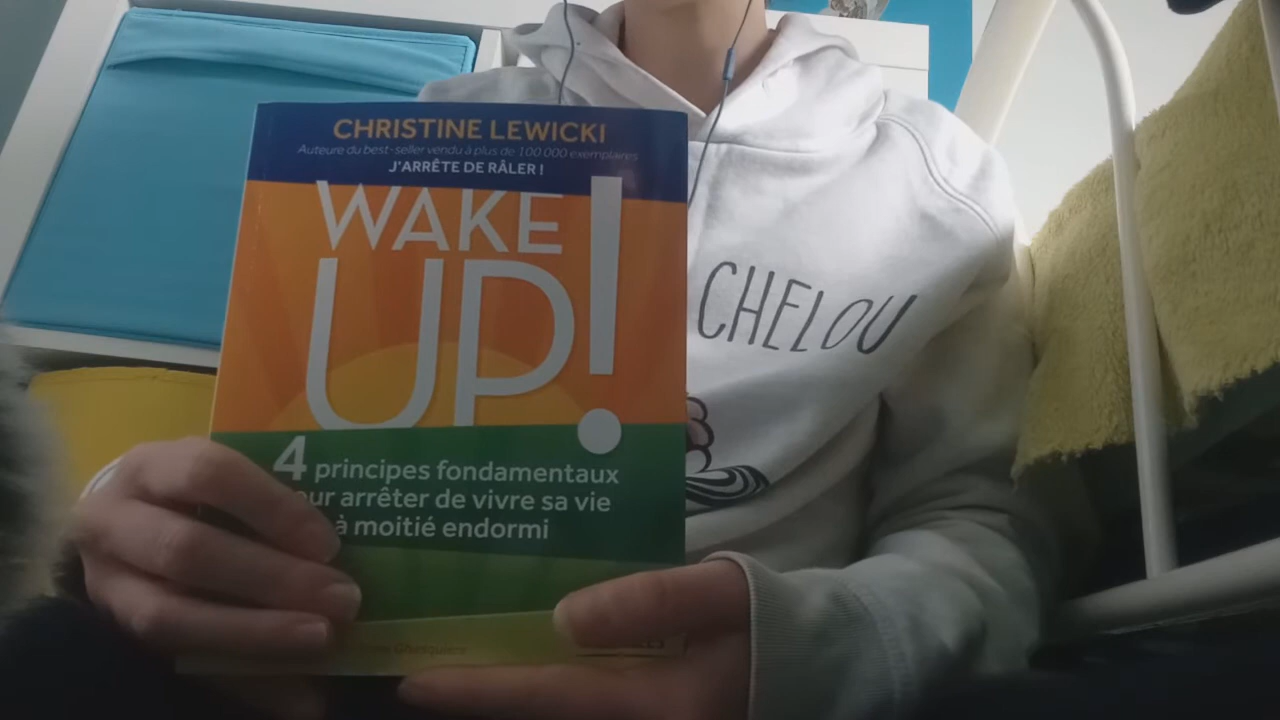 CHRISTINE LEWICKI
Auteure du best-seller vendu à plus de 100 000 exemplaires
J'ARRÊTE DE RÂLER !
WAKE
UP!
4 principes fondamentaux
our arrêter de vivre sa vie
à moitié endormi
CHELOU